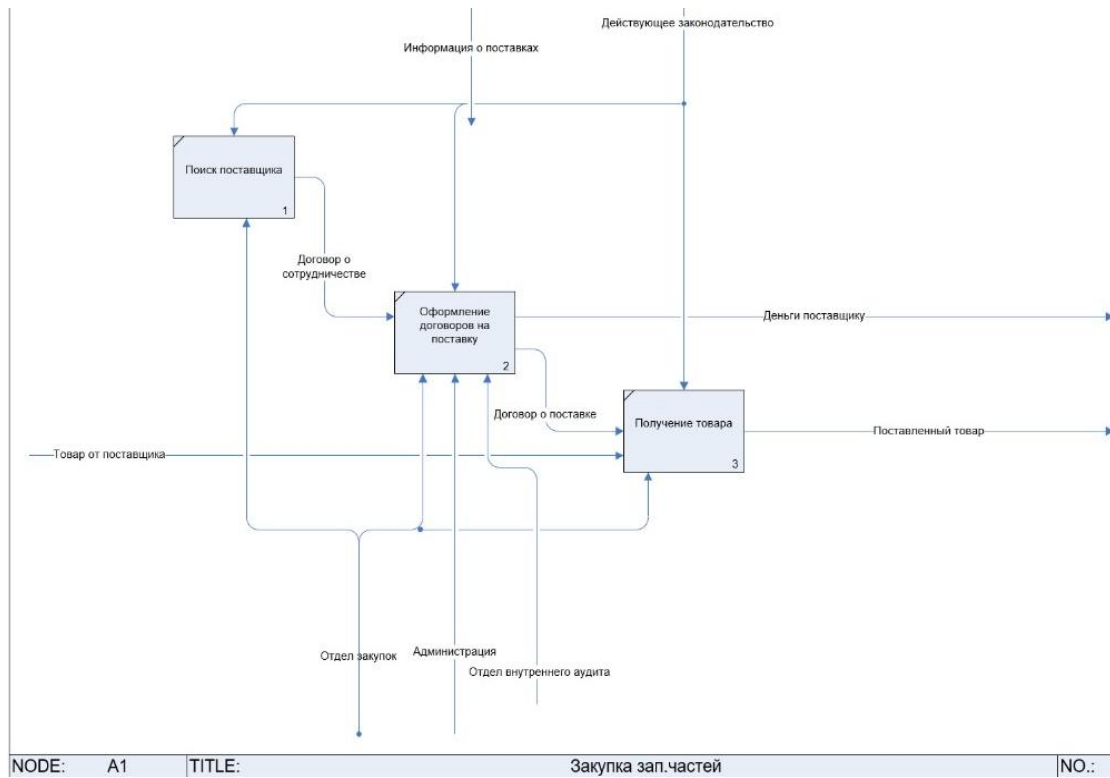 Действующее законодательство
Информация о поставках
Поиск поставщика
1
Договор о
сотрудничестве
Оформление
договоров на
поставку
2
Деньги поставщику
Договор о поставке
Получение товара
3
Поставленный товар
Товар от поставщика
Отдел закупок
Администрация
Отдел внутреннего аудита
NODE: A1 TITLE: Закупка зап.частей NO.: